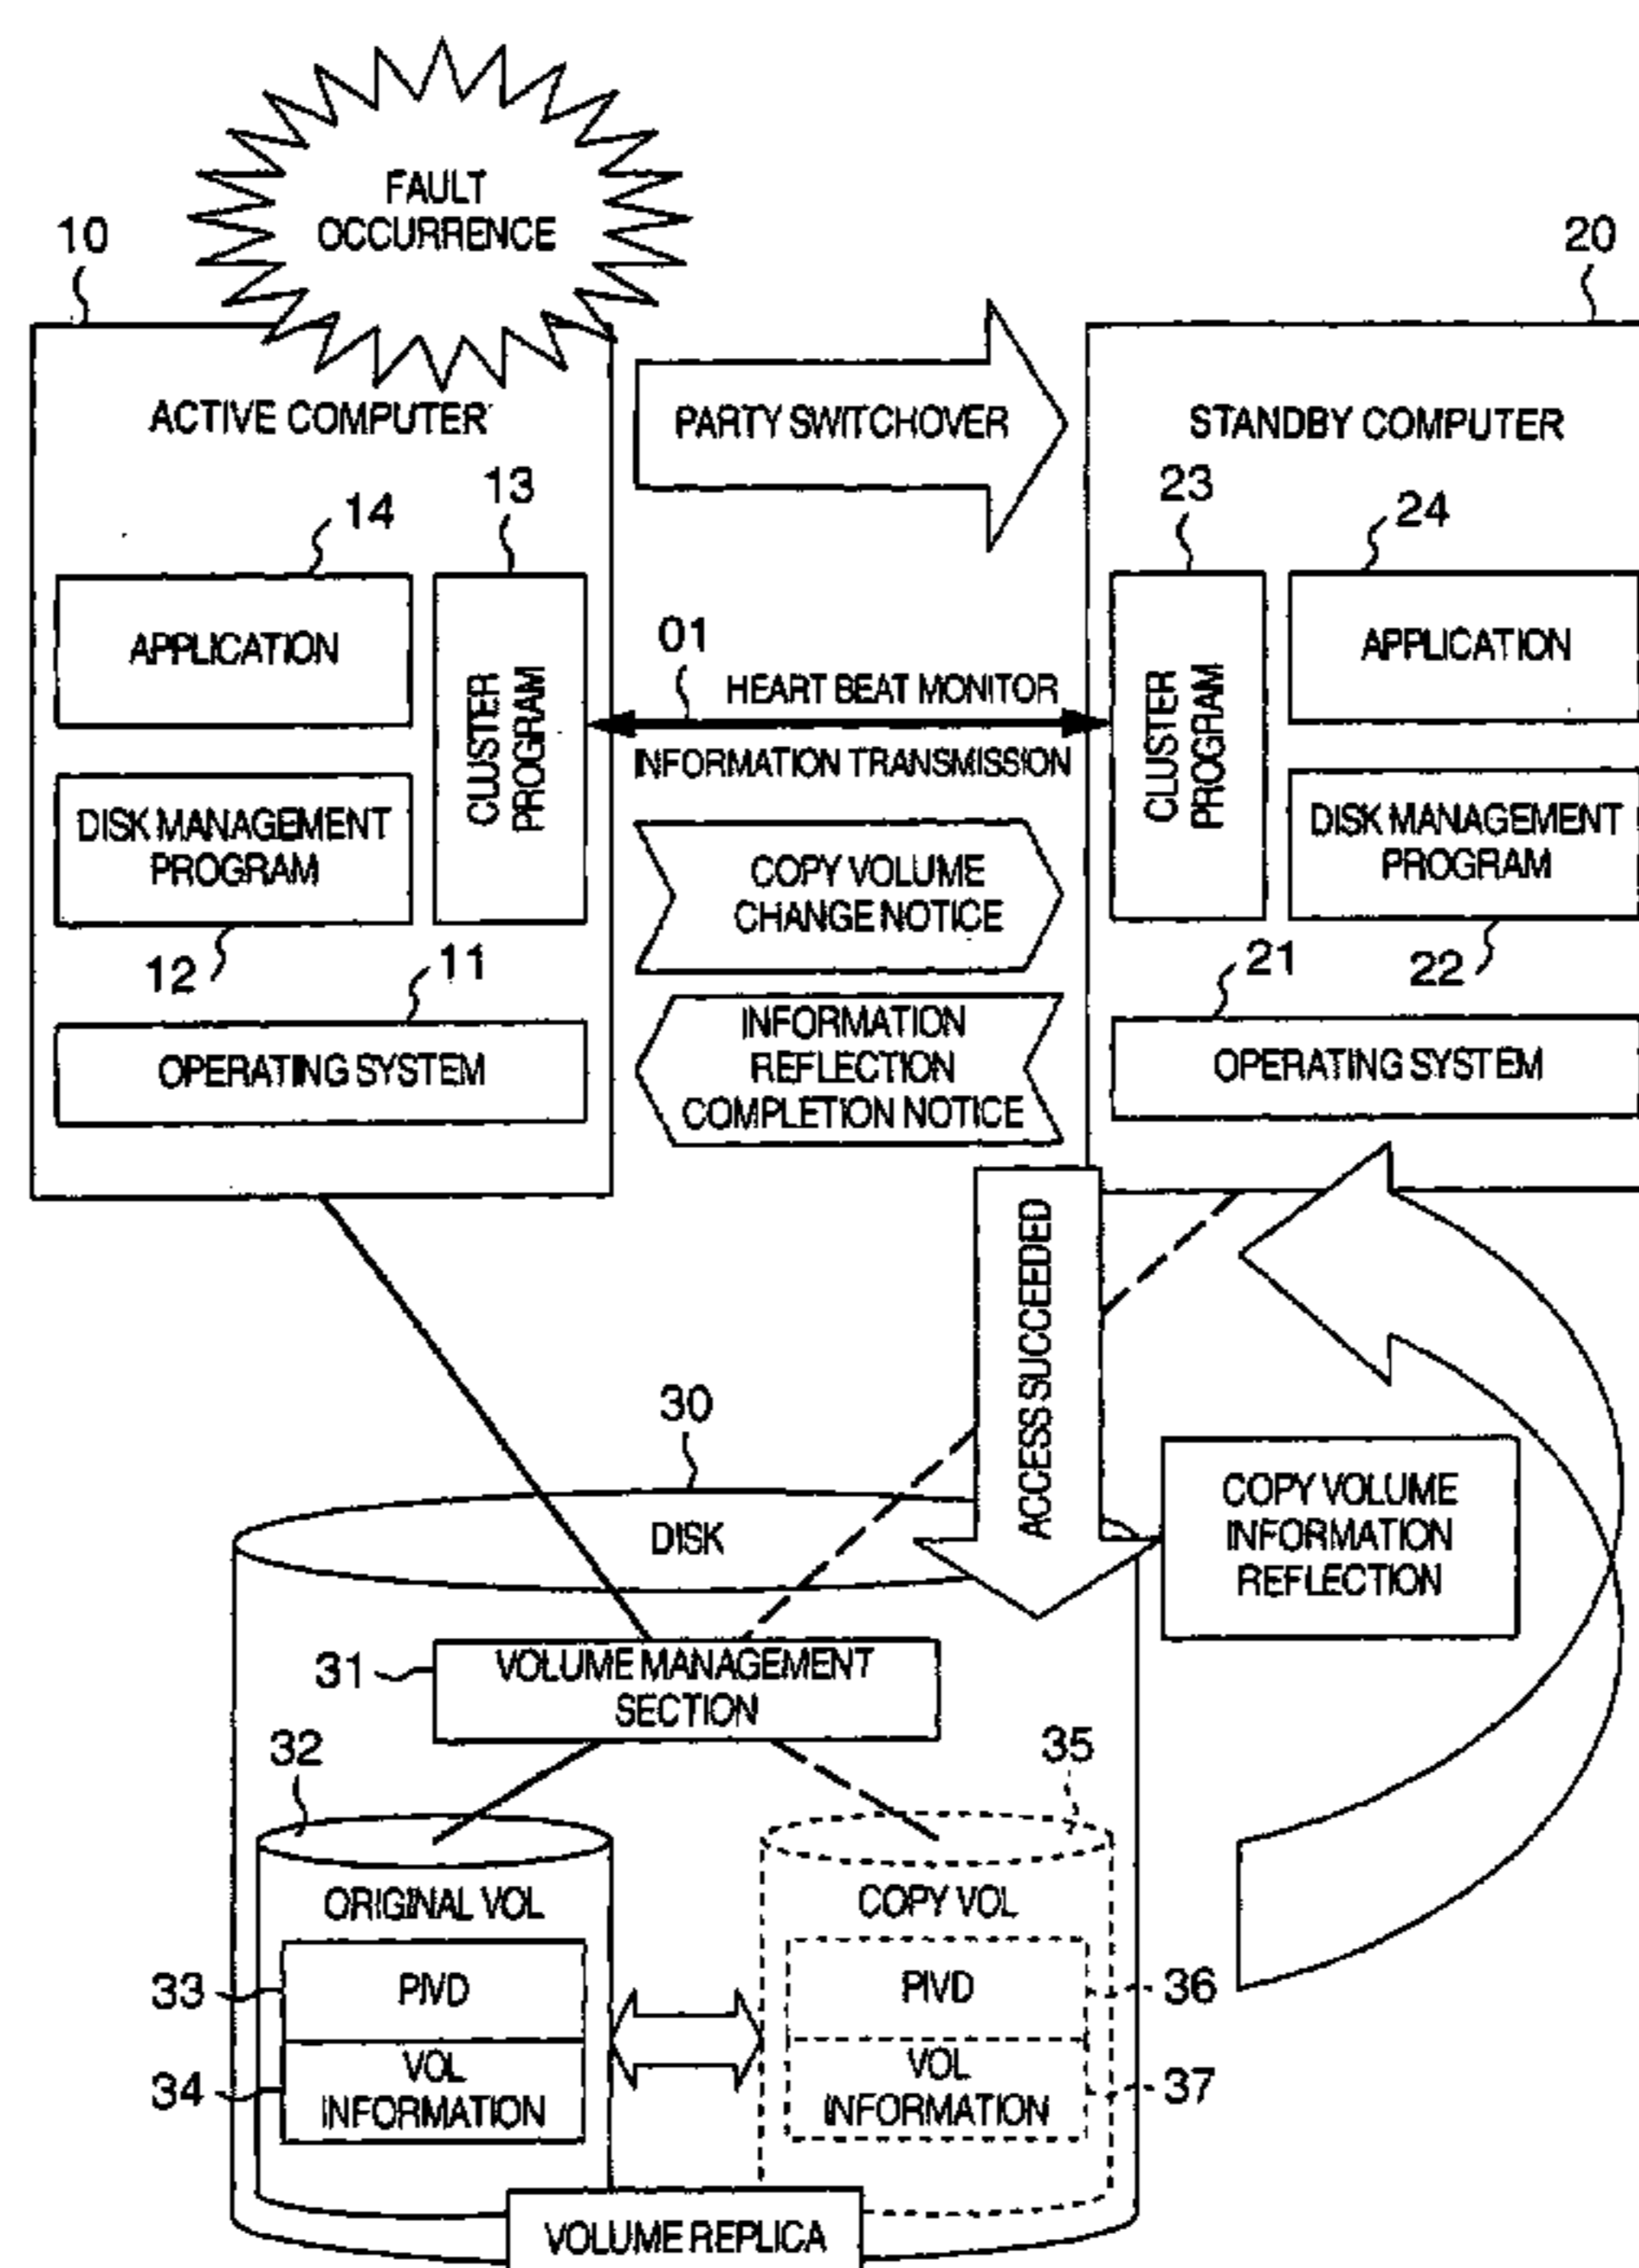 FAULT
OCCURRENCE
10
20
ACTIVE COMPUTER
PARTY SWITCHOVER
STANDBY COMPUTER
14
13
23
24
APPLICATION
CLUSTER
PROGRAM
01
HEART BEAT MONITOR
INFORMATION TRANSMISSION
CLUSTER
PROGRAM
APPLICATION
DISK MANAGEMENT
PROGRAM
COPY VOLUME
CHANGE NOTICE
DISK MANAGEMENT
PROGRAM
12
11
21
22
OPERATING SYSTEM
INFORMATION
REFLECTION
COMPLETION NOTICE
OPERATING SYSTEM
ACCESS SUCCEEDED
30
DISK
COPY VOLUME
INFORMATION
REFLECTION
31
VOLUME MANAGEMENT
SECTION
32
35
ORIGINAL VOL
COPY VOL
33
PIVD
PIVD
36
34
VOL
INFORMATION
VOL
INFORMATION
37
VOLUME REPLICA